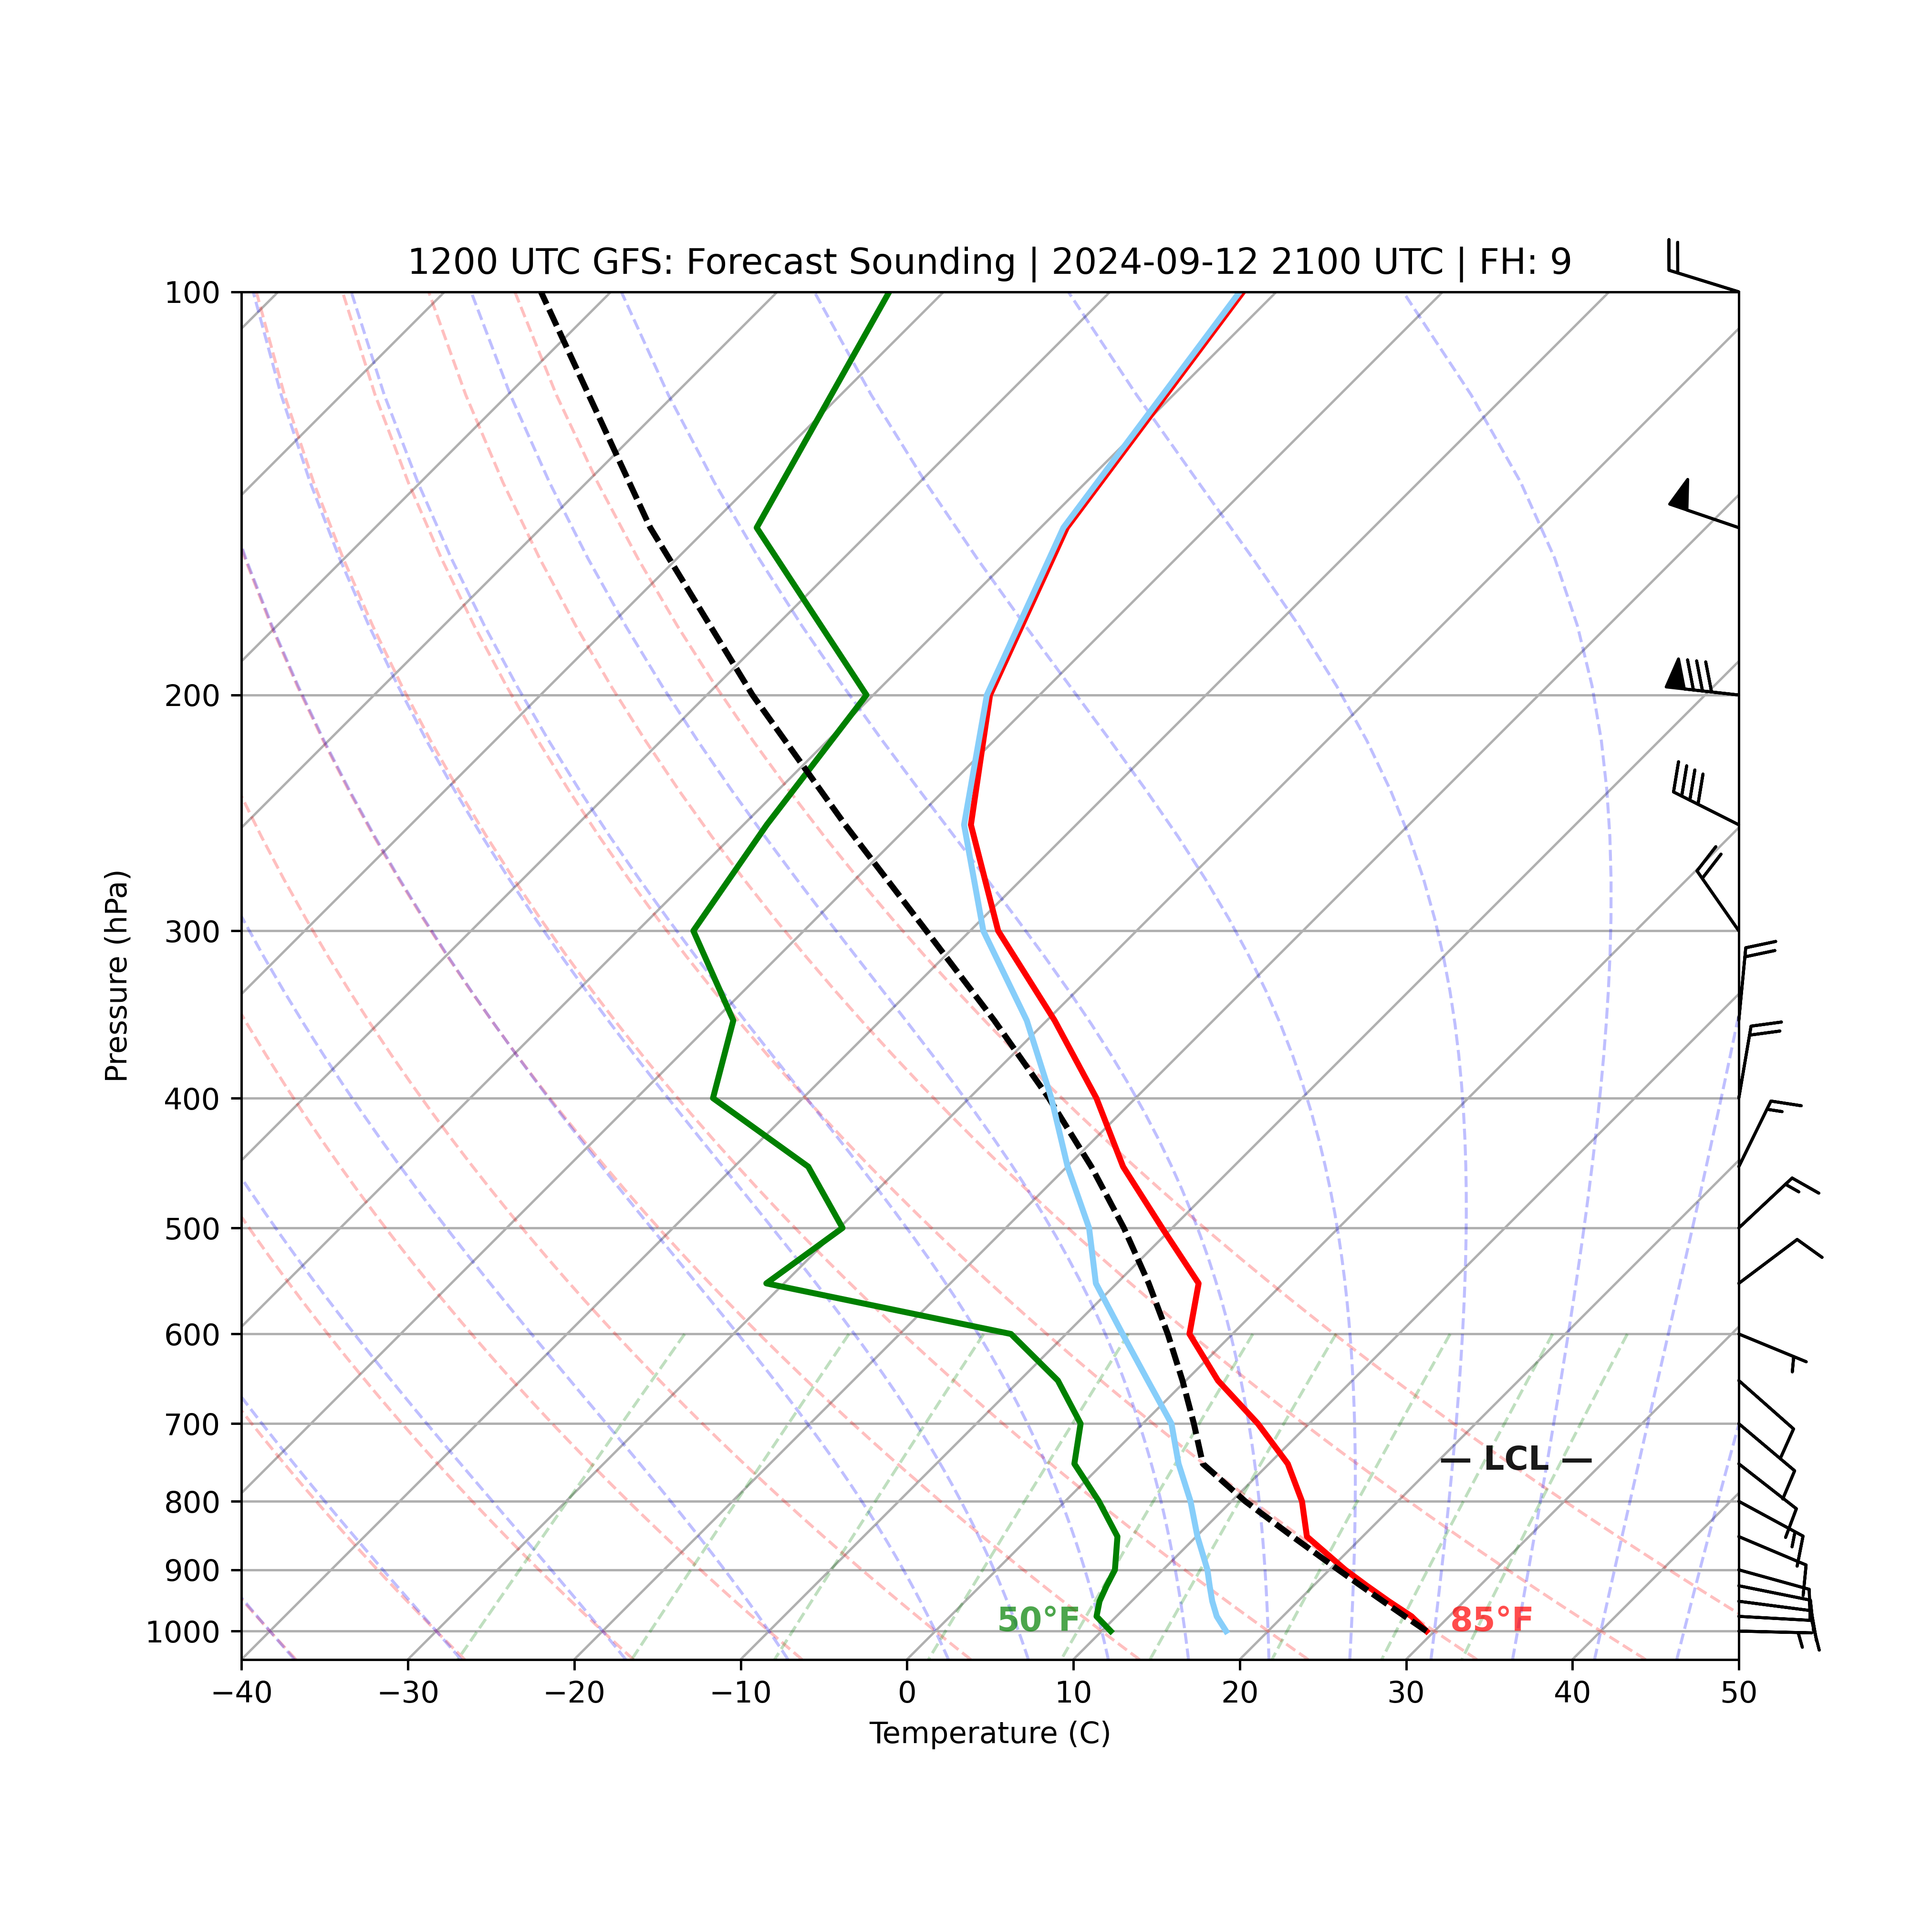 1200 UTC GFS: Forecast Sounding | 2024-09-12 2100 UTC | FH: 9
100
200
300
400
500
600
700
800
900
1000
Pressure (hPa)
— LCL —
50°F
85°F
−40 −30 −20 −10 0 10 20 30 40 50
Temperature (C)